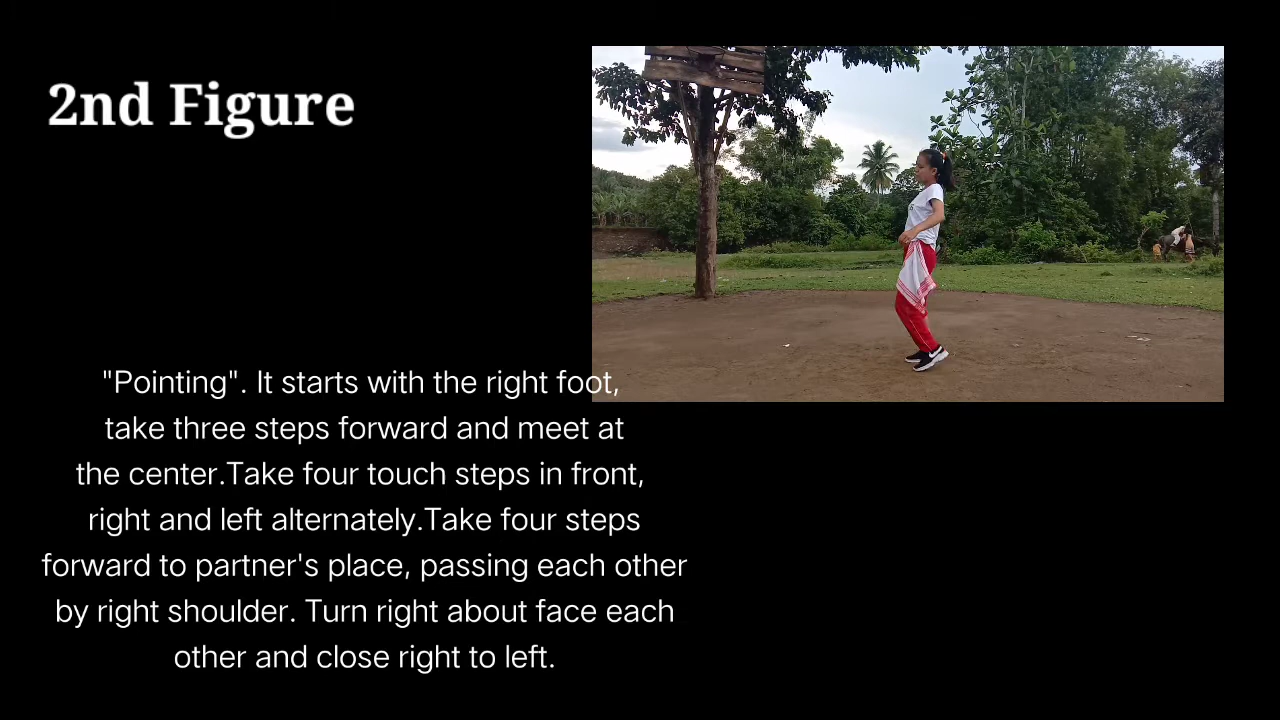 2nd Figure
"Pointing". It starts with the right foot,
take three steps forward and meet at
the center.Take four touch steps in front,
right and left alternately.Take four steps
forward to partner's place, passing each other
by right shoulder. Turn right about face each
other and close right to left.